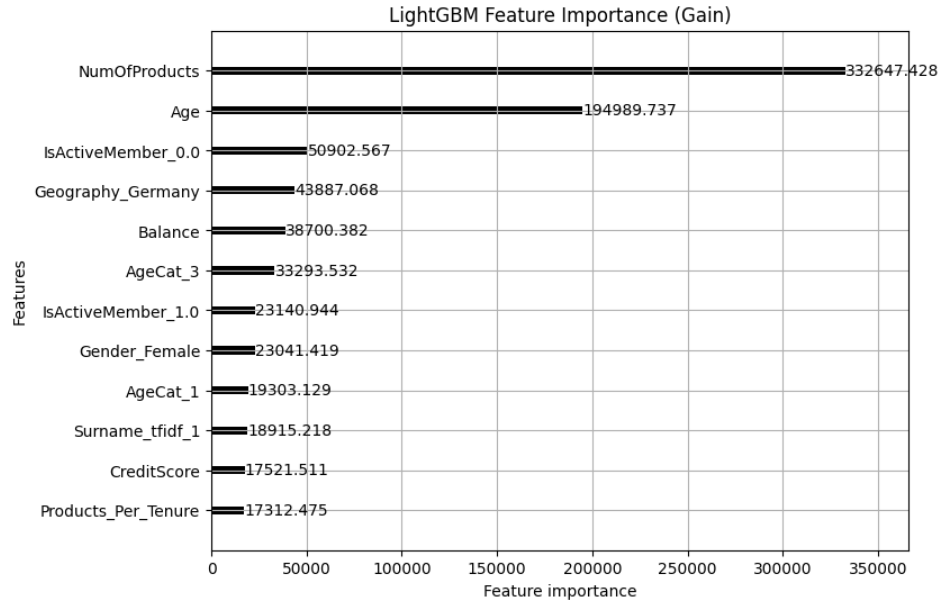 LightGBM Feature Importance (Gain)
Features
NumOfProducts 332647.428
Age 194989.737
IsActiveMember_0.0 50902.567
Geography_Germany 43887.068
Balance 38700.382
AgeCat_3 33293.532
IsActiveMember_1.0 23140.944
Gender_Female 23041.419
AgeCat_1 19303.129
Surname_tfidf_1 18915.218
CreditScore 17521.511
Products_Per_Tenure 17312.475
0 50000 100000 150000 200000 250000 300000 350000
Feature importance